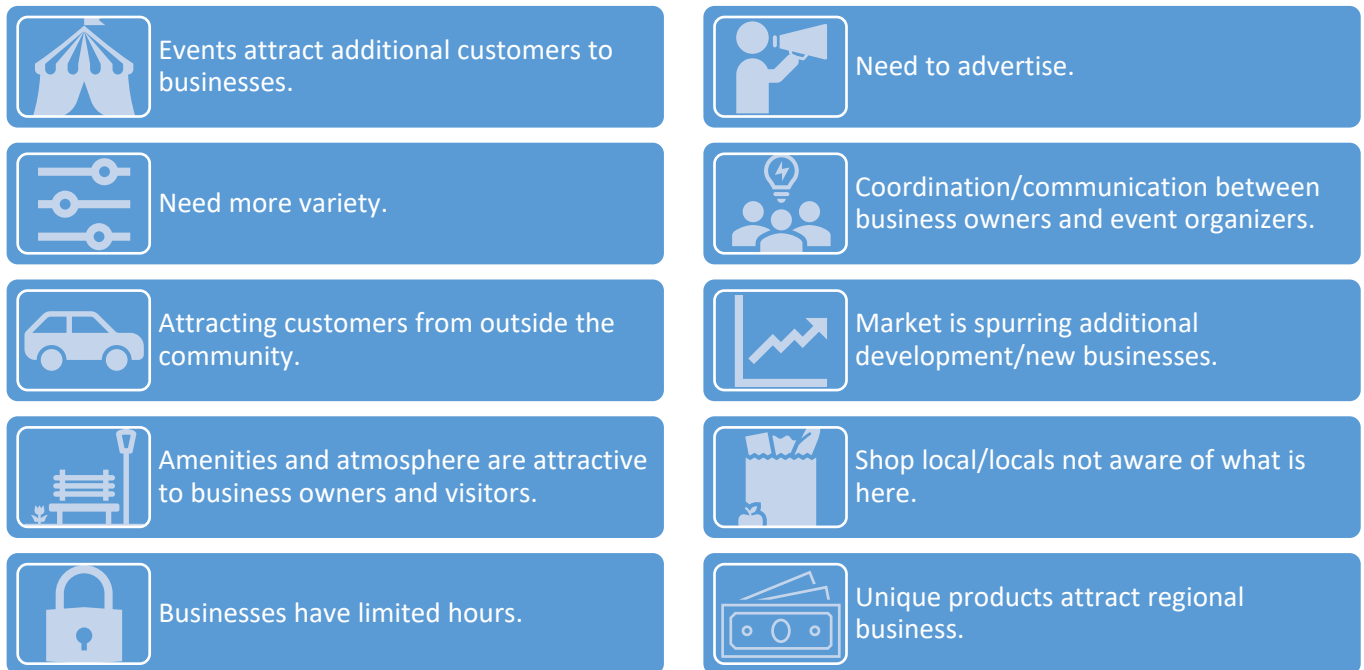 Events attract additional customers to
businesses.
Need to advertise.
Need more variety.
Coordination/communication between
business owners and event organizers.
Attracting customers from outside the
community.
Market is spurring additional
development/new businesses.
Amenities and atmosphere are attractive
to business owners and visitors.
Shop local/locals not aware of what is
here.
Businesses have limited hours.
Unique products attract regional
business.